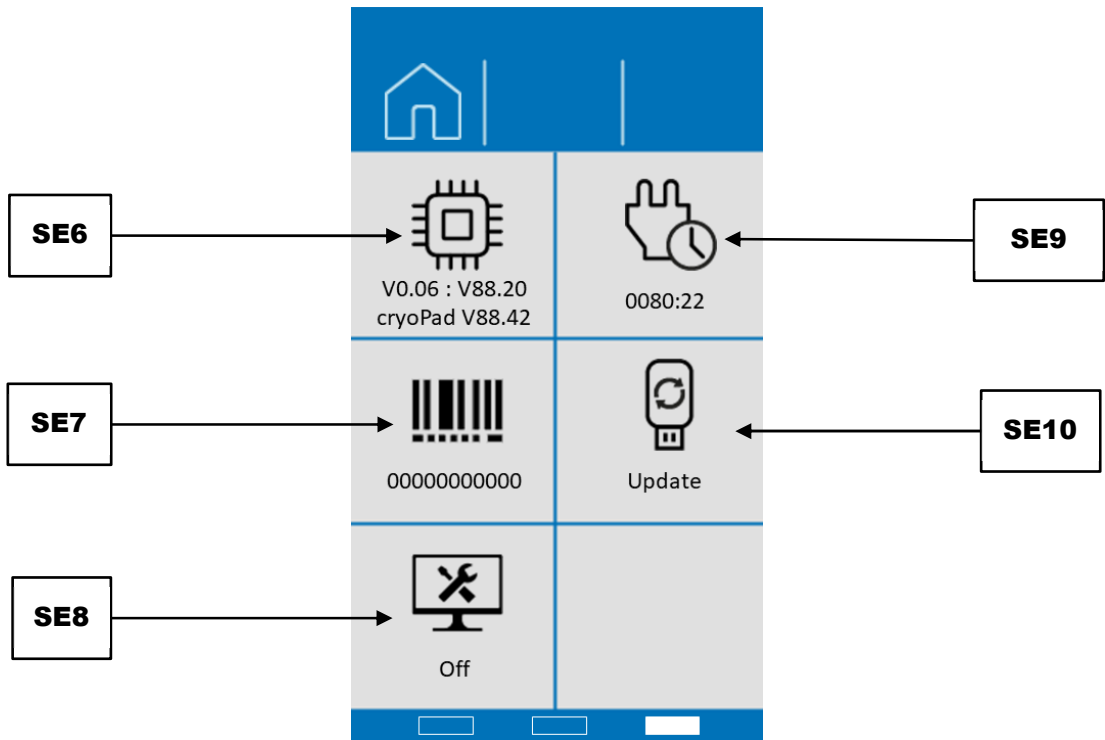 SE6
V0.06 : V88.20
cryoPad V88.42
SE9
0080:22
SE7
00000000000
SE10
Update
SE8
Off